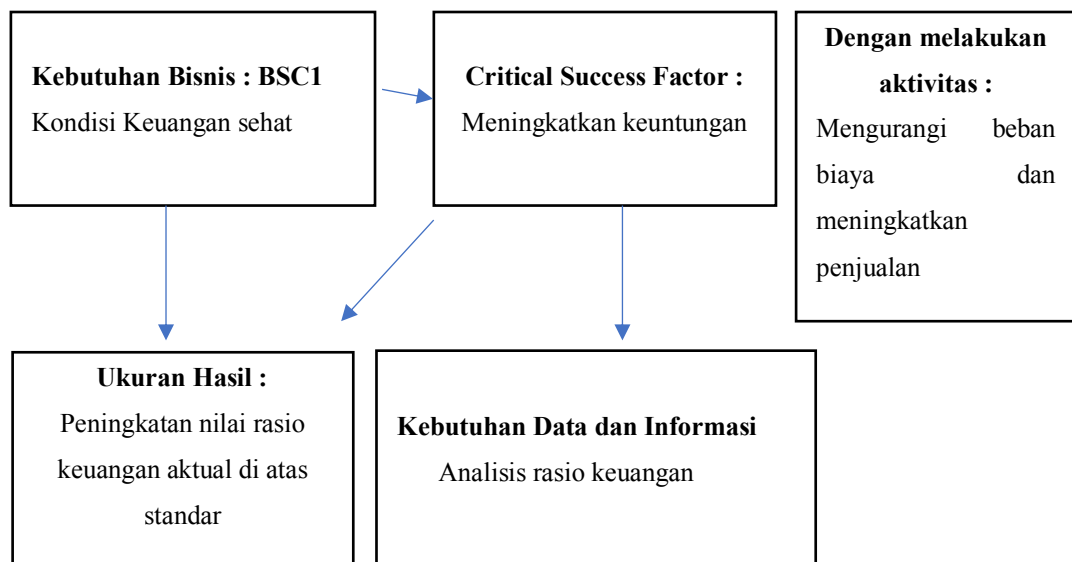 Kebutuhan Bisnis : BSC1
Kondisi Keuangan sehat
Critical Success Factor :
Meningkatkan keuntungan
Dengan melakukan
aktivitas :
Mengurangi beban
biaya dan
meningkatkan
penjualan
Ukuran Hasil :
Peningkatan nilai rasio
keuangan aktual di atas
standar
Kebutuhan Data dan Informasi
Analisis rasio keuangan